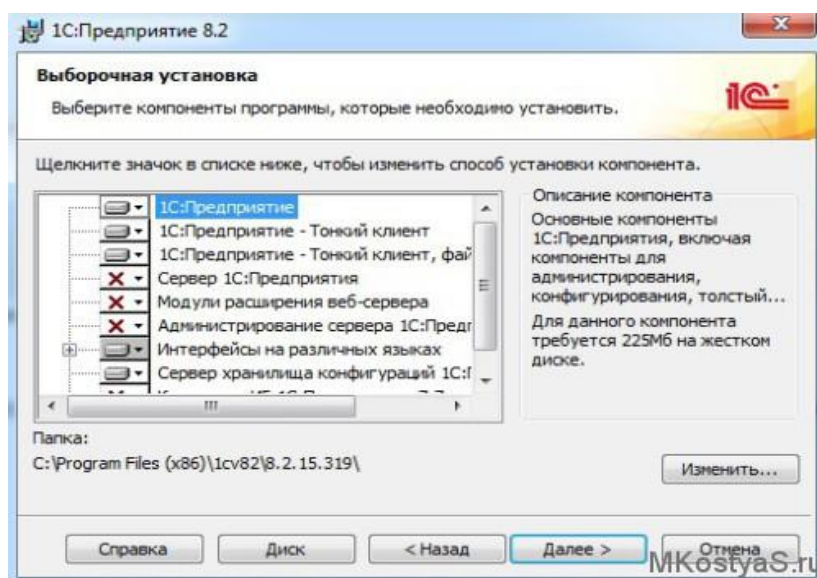 1С:Предприятие 8.2
Выборочная установка
Выберите компоненты программы, которые необходимо установить.
1С
Щелкните значок в списке ниже, чтобы изменить способ установки компонента.
1С:Предприятие
1С:Предприятие - Тонкий клиент
1С:Предприятие - Тонкий клиент, фай
Сервер 1С:Предприятия
Модули расширения веб-сервера
Администрирование сервера 1С:Предг
Интерфейсы на различных языках
Сервер хранилища конфигураций 1С:Г
Описание компонента
Основные компоненты
1С:Предприятия, включая
компоненты для
администрирования,
конфигурирования, толстый...
Для данного компонента
требуется 225Мб на жестком
диске.
Папка:
C:\Program Files (x86)\1cv82\8.2.15.319\
Изменить...
Справка
Диск
< Назад
Далее >
Отмена
MKostyaS.ru